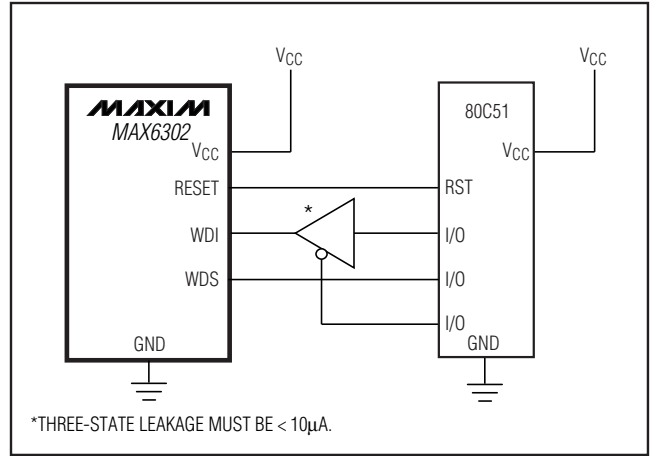 VCC
VCC
MAXIM
MAX6302
80C51
VCC
VCC
RESET
RST
*
WDI
I/O
WDS
I/O
I/O
GND
GND
*THREE-STATE LEAKAGE MUST BE < 10µA.